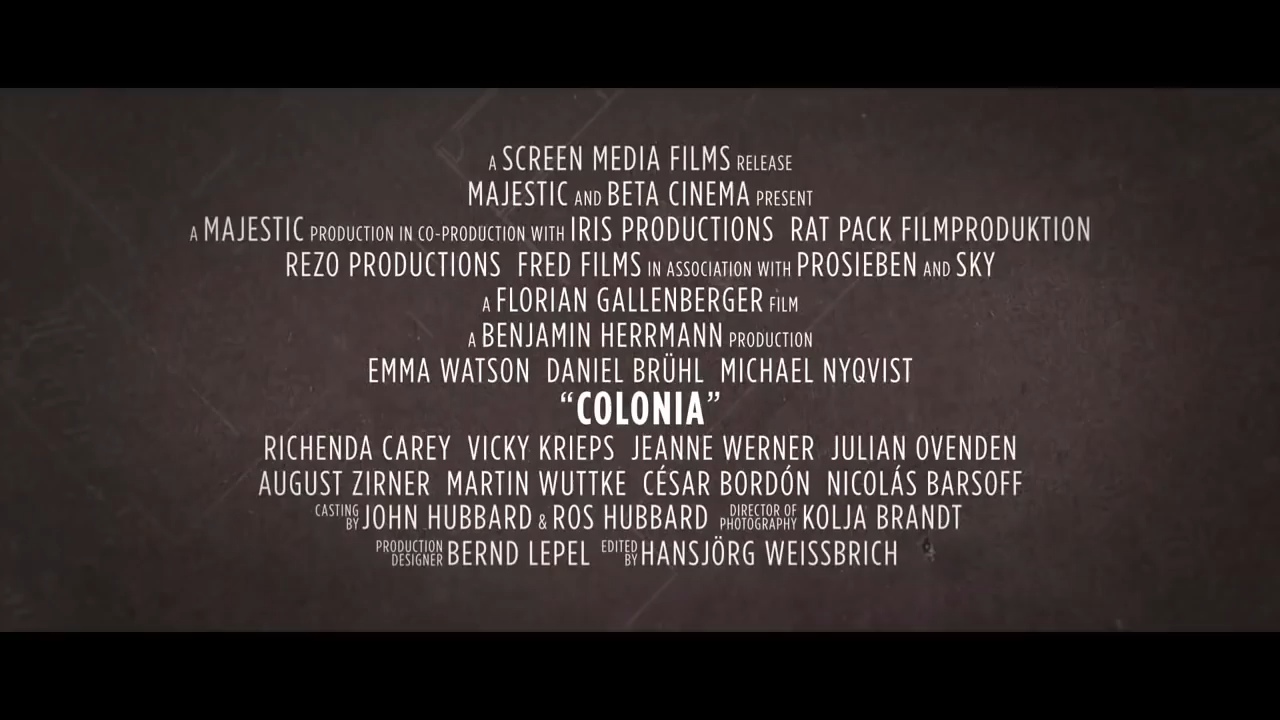 A SCREEN MEDIA FILMS RELEASE
MAJESTIC AND BETA CINEMA PRESENT
A MAJESTIC PRODUCTION IN CO-PRODUCTION WITH IRIS PRODUCTIONS RAT PACK FILMPRODUKTION
REZO PRODUCTIONS FRED FILMS IN ASSOCIATION WITH PROSIEBEN AND SKY
A FLORIAN GALLENBERGER FILM
A BENJAMIN HERRMANN PRODUCTION
EMMA WATSON DANIEL BRÜHL MICHAEL NYQVIST
“COLONIA”
RICHENDA CAREY VICKY KRIEPS JEANNE WERNER JULIAN OVENDEN
AUGUST ZIRNER MARTIN WUTTKE CÉSAR BORDÓN NICOLÁS BARSOFF
CASTING BY JOHN HUBBARD & ROS HUBBARD DIRECTOR OF PHOTOGRAPHY KOLJA BRANDT
PRODUCTION DESIGNER BERND LEPEL EDITED BY HANSJÖRG WEISSBRICH